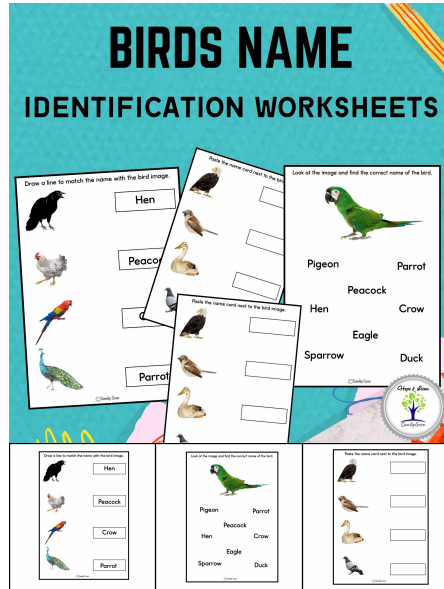 BIRDS NAME
IDENTIFICATION WORKSHEETS
Draw a line to match the name with the bird image.
Hen
Peacoc
Parrot
©Sandip Soon
Paste the name card next to the bird
Paste the name card next to the bird image.
Look at the image and find the correct name of the bird.
Pigeon
Parrot
Peacock
Hen
Crow
Eagle
Sparrow
Duck
Draw a line to match the name with the bird image.
Hen
Peacock
Crow
Parrot
Look at the image and find the correct name of the bird.
Pigeon
Parrot
Peacock
Hen
Crow
Eagle
Sparrow
Duck
Paste the name card next to the bird image.